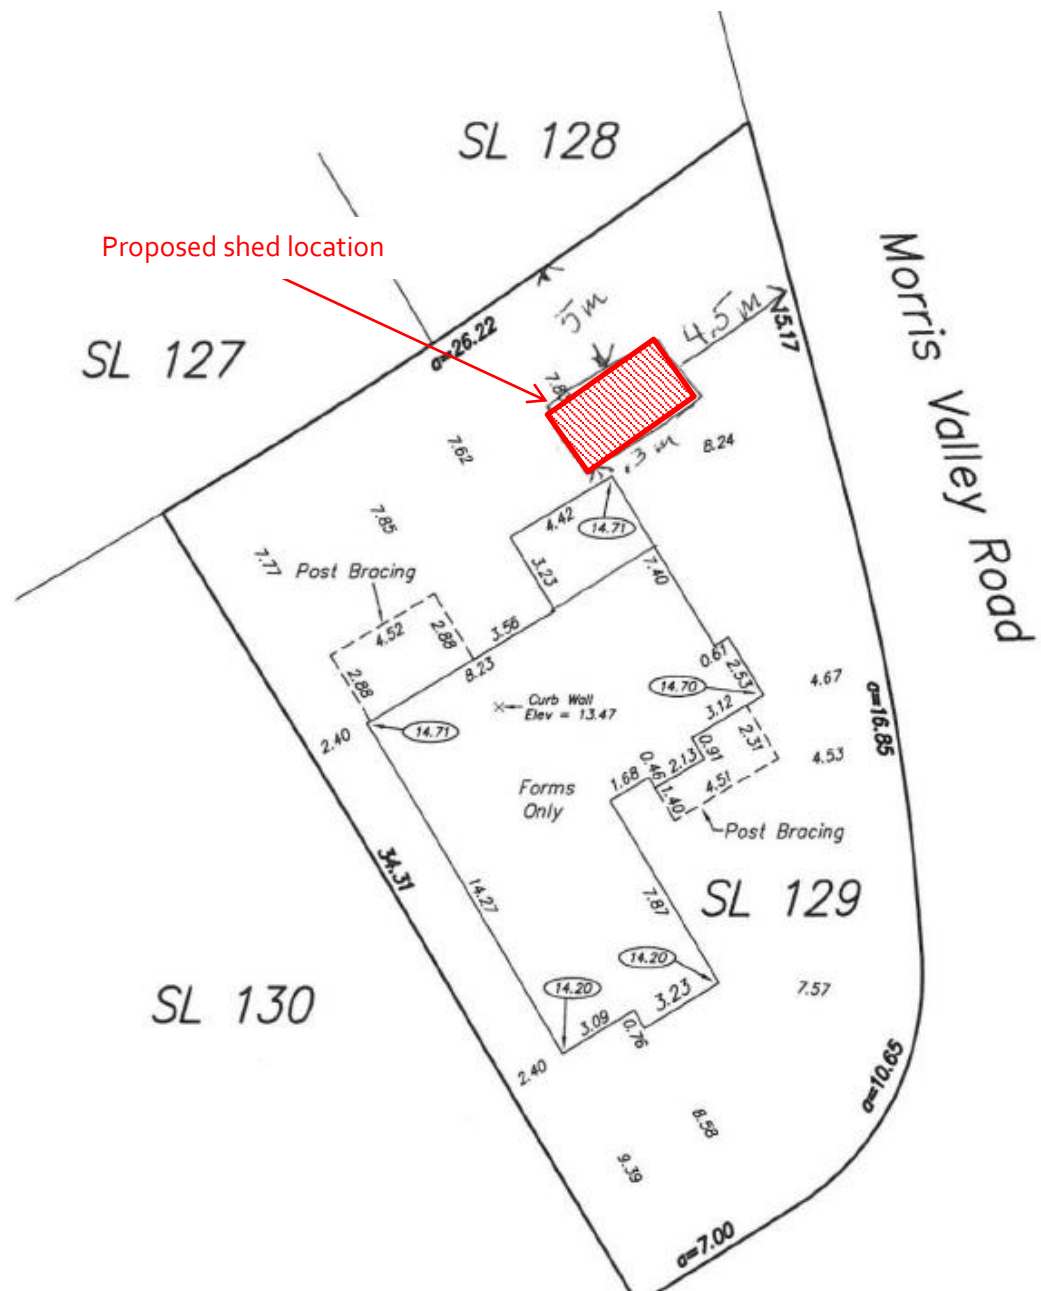 SL 128
Proposed shed location
Morris Valley Road
5m
4.5 m
15.17
SL 127
a=26.22
7.62
.3 m
8.24
4.42
14.71
7.85
7.77
Post Bracing
3.23
7.40
4.52
2.88
3.56
2.88
8.23
0.61
2.53
14.70
4.67
a=16.85
Curb Wall
Elev = 13.47
3.12
2.40
14.71
2.31
4.53
0.91
2.13
0.46
1.68
1.40
4.51
Forms
Only
Post Bracing
34.31
14.27
7.87
SL 129
14.20
14.20
3.23
7.57
SL 130
3.09
0.76
2.40
a=10.65
8.58
9.39
a=7.00